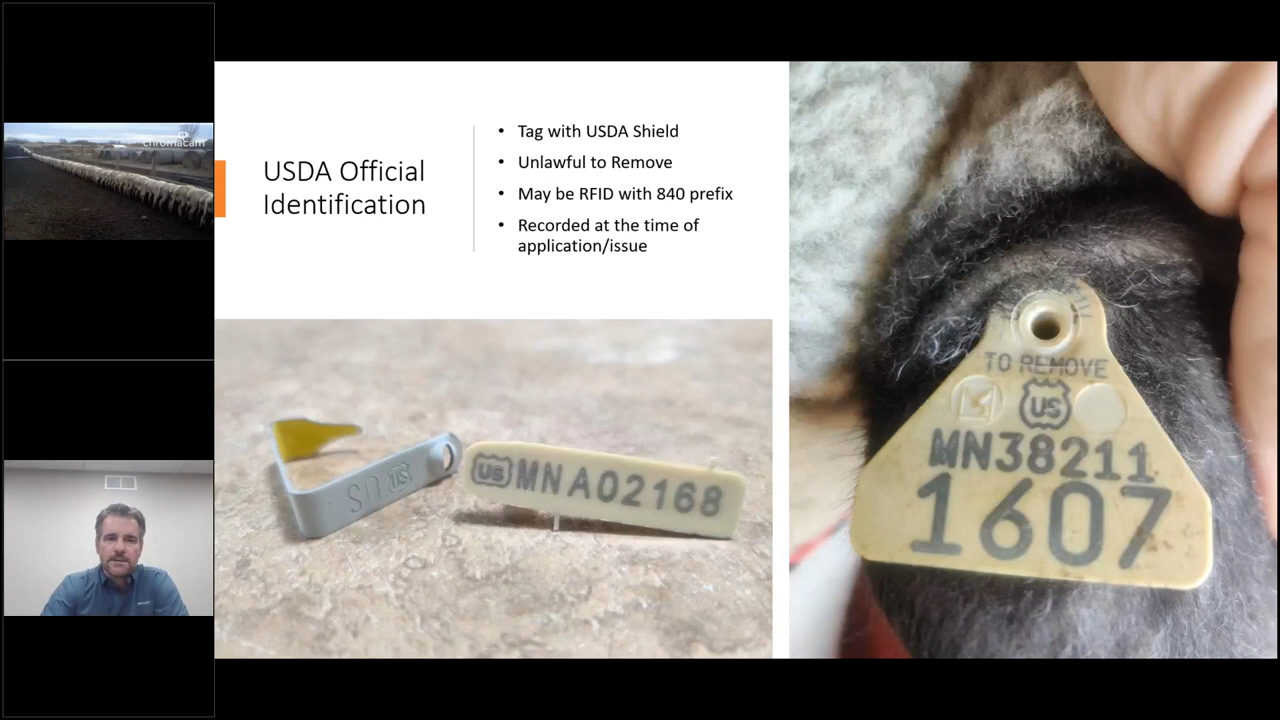 chromacam
USDA Official
Identification
• Tag with USDA Shield
• Unlawful to Remove
• May be RFID with 840 prefix
• Recorded at the time of
application/issue
US US
US MNA02168
TO REMOVE
US
MN38211
1607